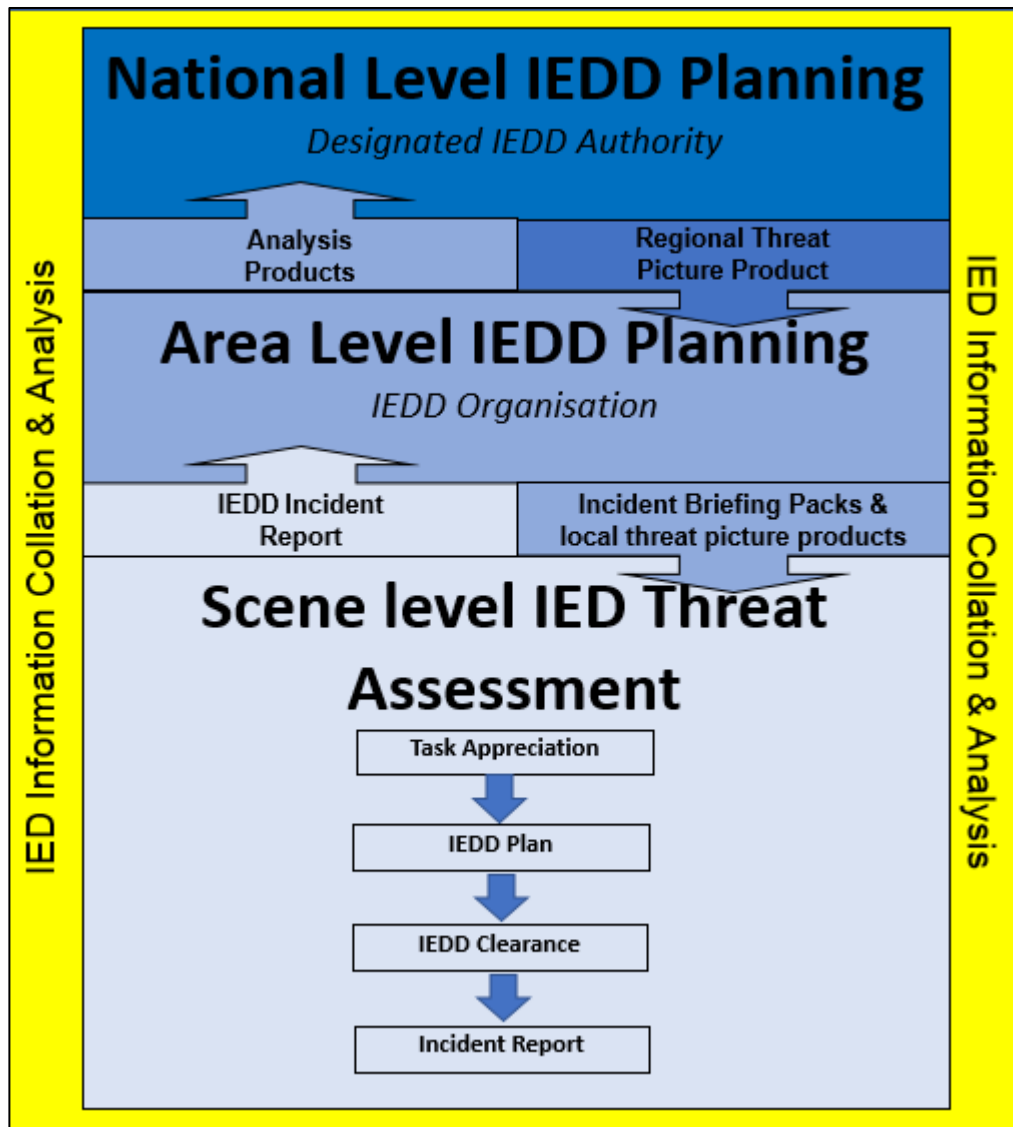 National Level IEDD Planning
Designated IEDD Authority
Analysis
Products
Regional Threat
Picture Product
Area Level IEDD Planning
IEDD Organisation
IEDD Incident
Report
Incident Briefing Packs &
local threat picture products
Scene level IED Threat
Assessment
Task Appreciation
IEDD Plan
IEDD Clearance
Incident Report
IED Information Collation & Analysis
IED Information Collation & Analysis